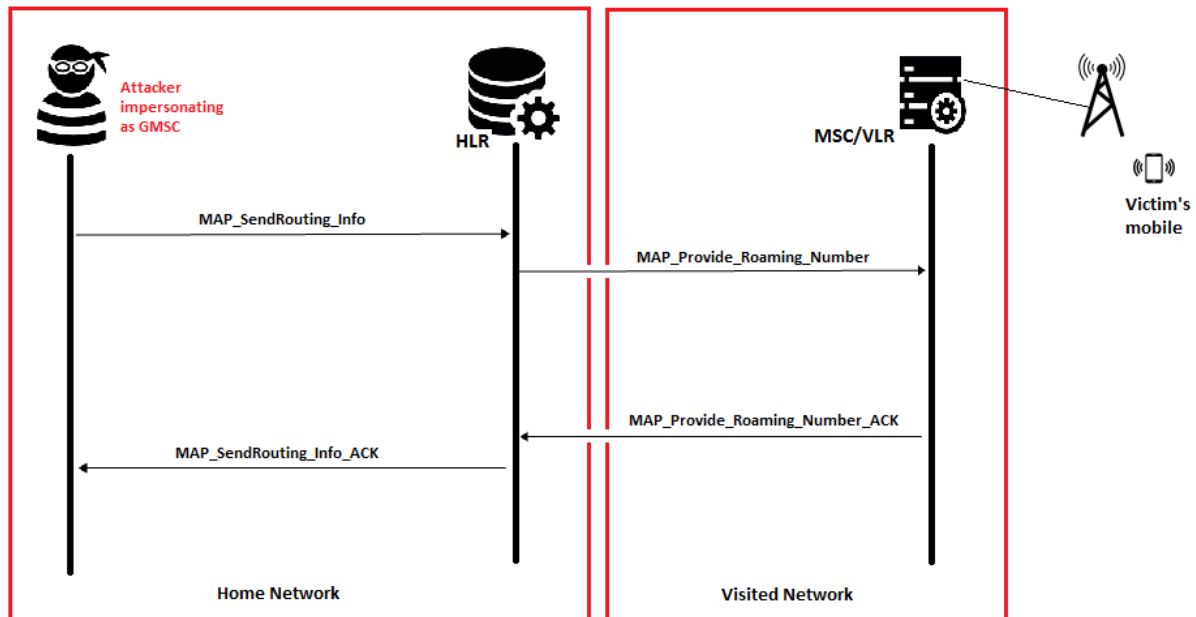 Attacker
impersonating
as GMSC
HLR
MSC/VLR
Victim's
mobile
MAP_SendRouting_Info
MAP_Provide_Roaming_Number
MAP_Provide_Roaming_Number_ACK
MAP_SendRouting_Info_ACK
Home Network
Visited Network